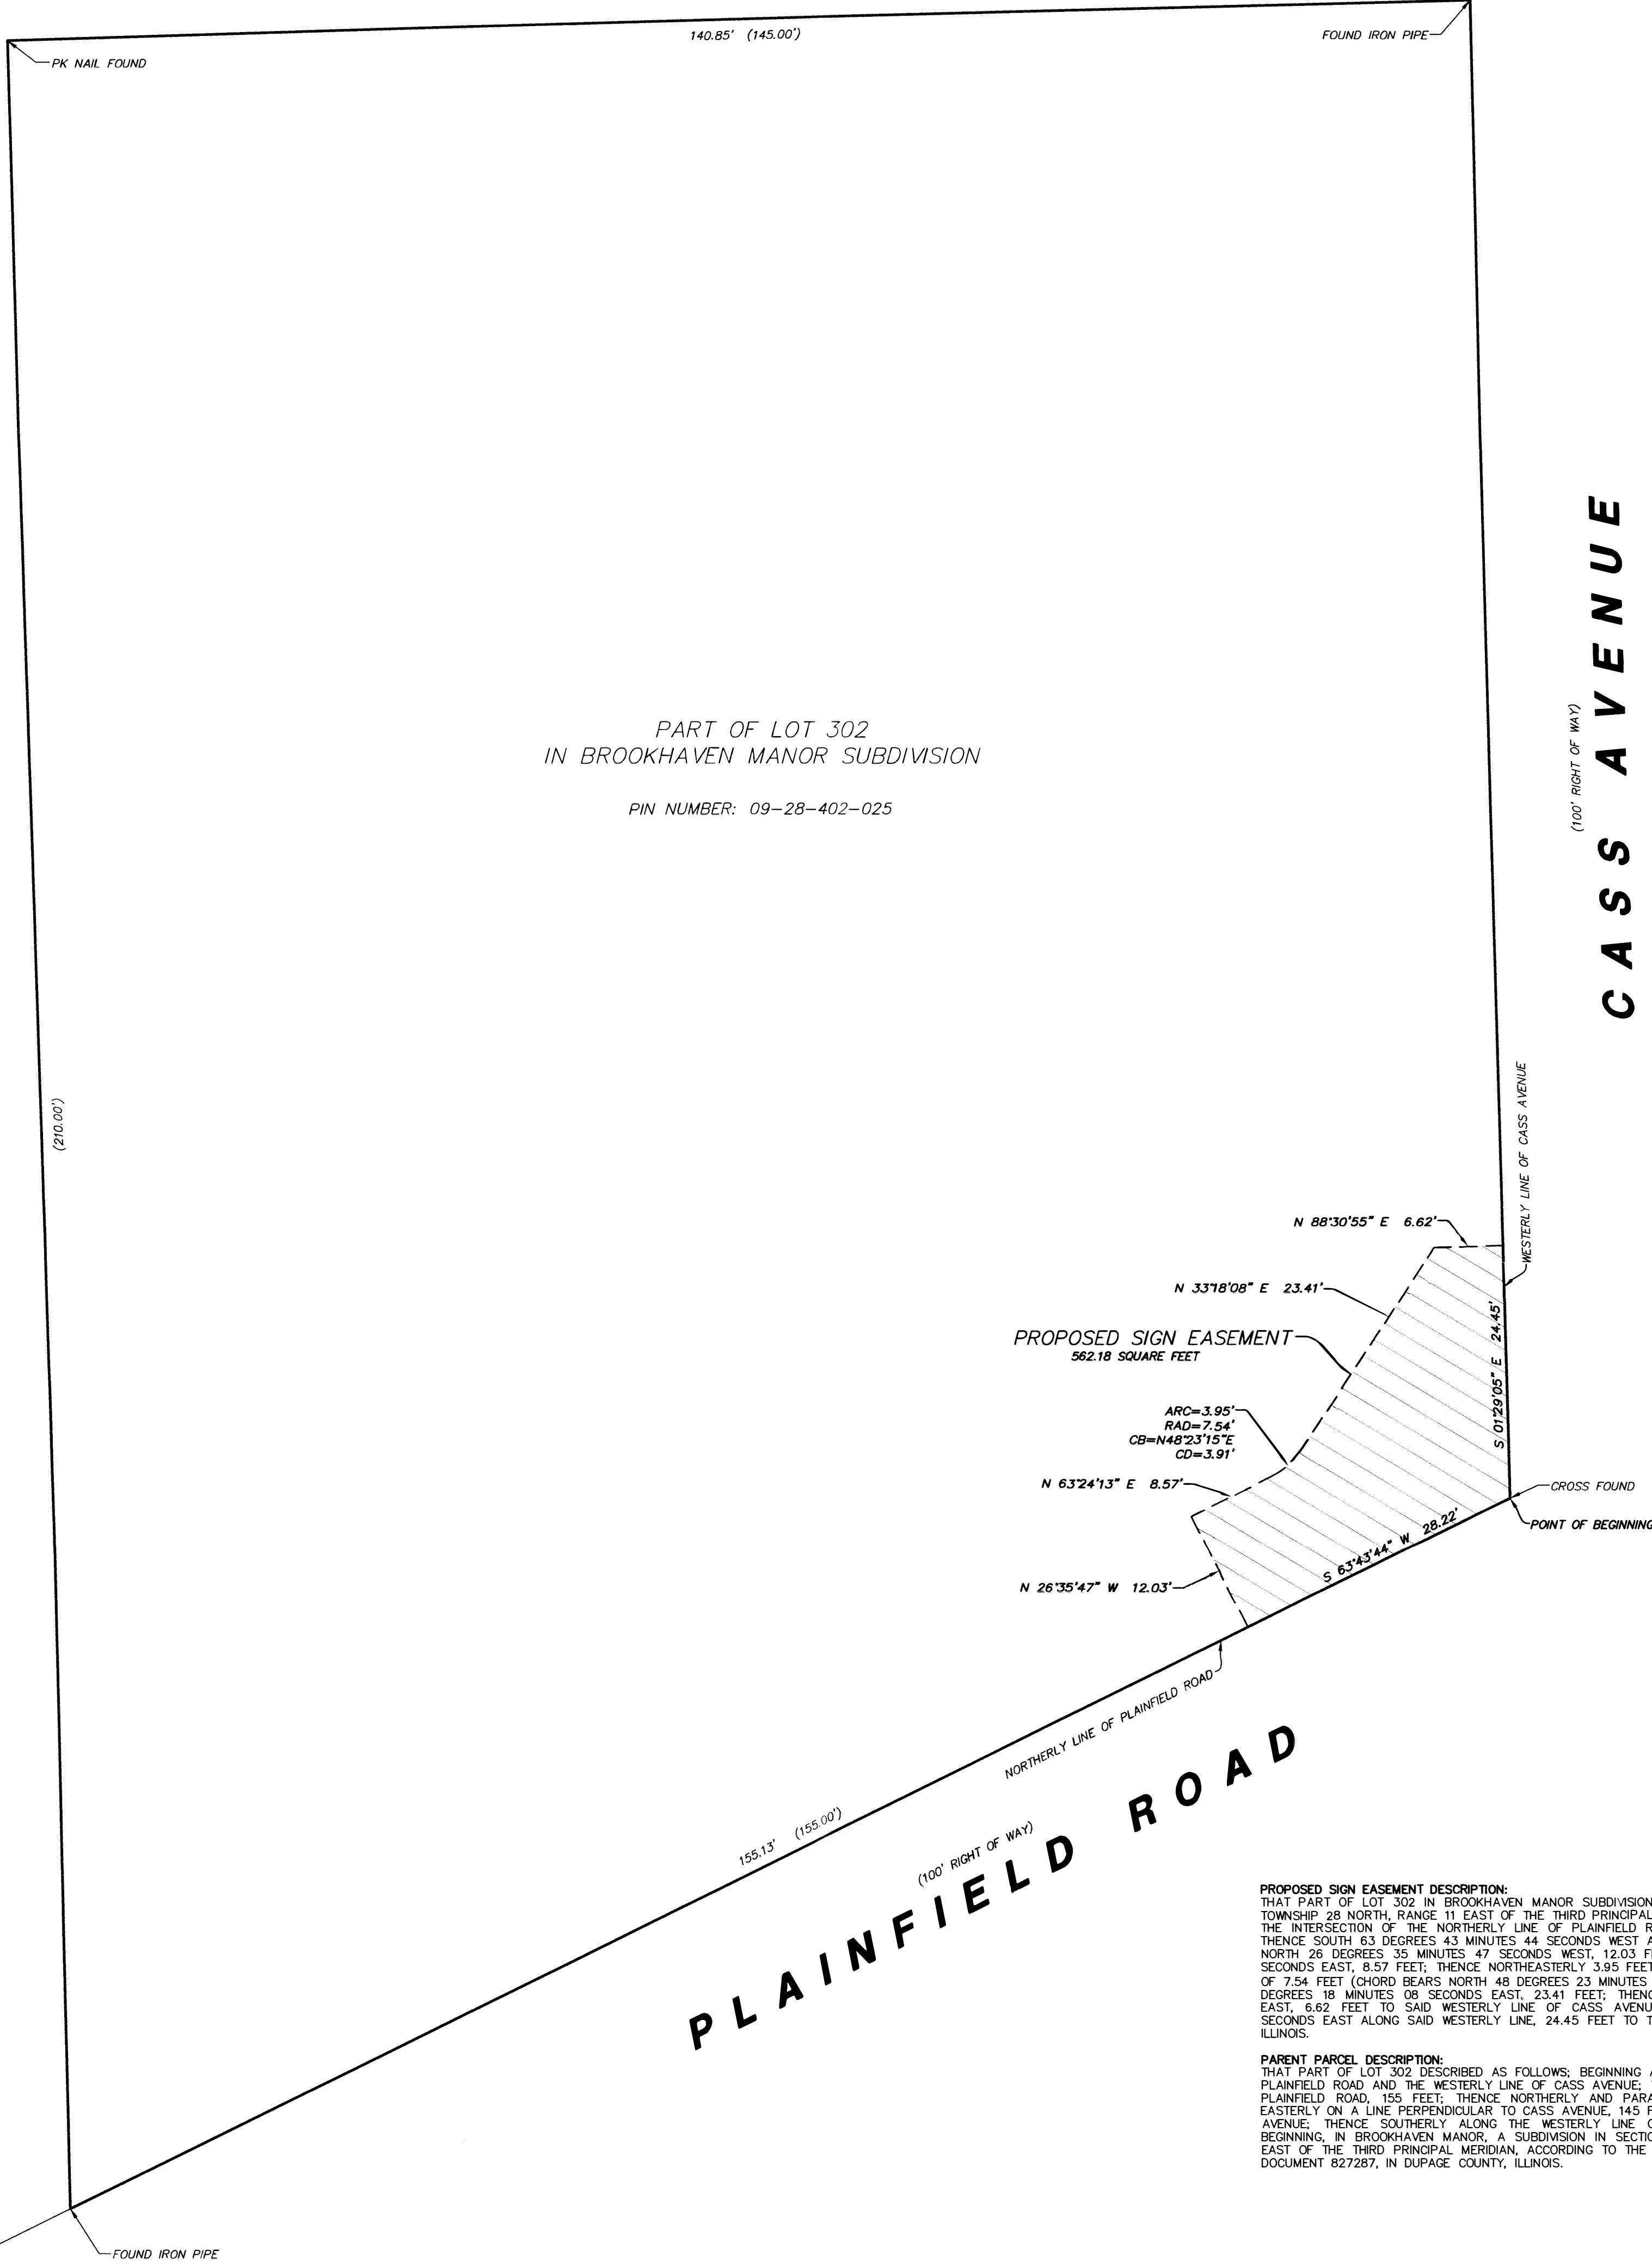 140.85' (145.00')
FOUND IRON PIPE
PK NAIL FOUND
CASS AVENUE
(100' RIGHT OF WAY)
PART OF LOT 302
IN BROOKHAVEN MANOR SUBDIVISION
PIN NUMBER: 09-28-402-025
(210.00')
WESTERLY LINE OF CASS AVENUE
N 88°30'55" E 6.62'
N 33°18'08" E 23.41'
PROPOSED SIGN EASEMENT
562.18 SQUARE FEET
S 01°29'05" E 24.45'
ARC=3.95'
RAD=7.54'
CB=N48°23'15"E
CD=3.91'
N 63°24'13" E 8.57'
CROSS FOUND
POINT OF BEGINNING
S 63°43'44" W 28.22'
N 26°35'47" W 12.03'
NORTHERLY LINE OF PLAINFIELD ROAD
155.13' (155.00')
(100' RIGHT OF WAY)
PLAINFIELD ROAD
PROPOSED SIGN EASEMENT DESCRIPTION:
THAT PART OF LOT 302 IN BROOKHAVEN MANOR SUBDIVISION
TOWNSHIP 28 NORTH, RANGE 11 EAST OF THE THIRD PRINCIPAL
THE INTERSECTION OF THE NORTHERLY LINE OF PLAINFIELD
THENCE SOUTH 63 DEGREES 43 MINUTES 44 SECONDS WEST
NORTH 26 DEGREES 35 MINUTES 47 SECONDS WEST, 12.03
SECONDS EAST, 8.57 FEET; THENCE NORTHEASTERLY 3.95 FEET
OF 7.54 FEET (CHORD BEARS NORTH 48 DEGREES 23 MINUTES
DEGREES 18 MINUTES 08 SECONDS EAST, 23.41 FEET;
EAST, 6.62 FEET TO SAID WESTERLY LINE OF CASS
SECONDS EAST ALONG SAID WESTERLY LINE, 24.45 FEET TO
ILLINOIS.
PARENT PARCEL DESCRIPTION:
THAT PART OF LOT 302 DESCRIBED AS FOLLOWS; BEGINNING
PLAINFIELD ROAD AND THE WESTERLY LINE OF CASS AVENUE;
PLAINFIELD ROAD, 155 FEET; THENCE NORTHERLY AND
EASTERLY ON A LINE PERPENDICULAR TO CASS AVENUE, 145
AVENUE; THENCE SOUTHERLY ALONG THE WESTERLY LINE
BEGINNING, IN BROOKHAVEN MANOR, A SUBDIVISION IN
EAST OF THE THIRD PRINCIPAL MERIDIAN, ACCORDING TO THE
DOCUMENT 827287, IN DUPAGE COUNTY, ILLINOIS.
FOUND IRON PIPE